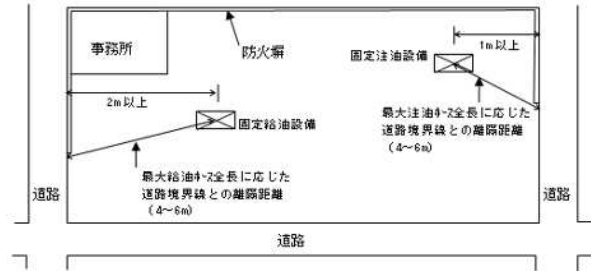 事務所
防火塀
固定注油設備
1m以上
2m以上
固定給油設備
最大注油ホース全長に応じた
道路境界線との離隔距離
(4～6m)
最大給油ホース全長に応じた
道路境界線との離隔距離
(4～6m)
道路
道路
道路